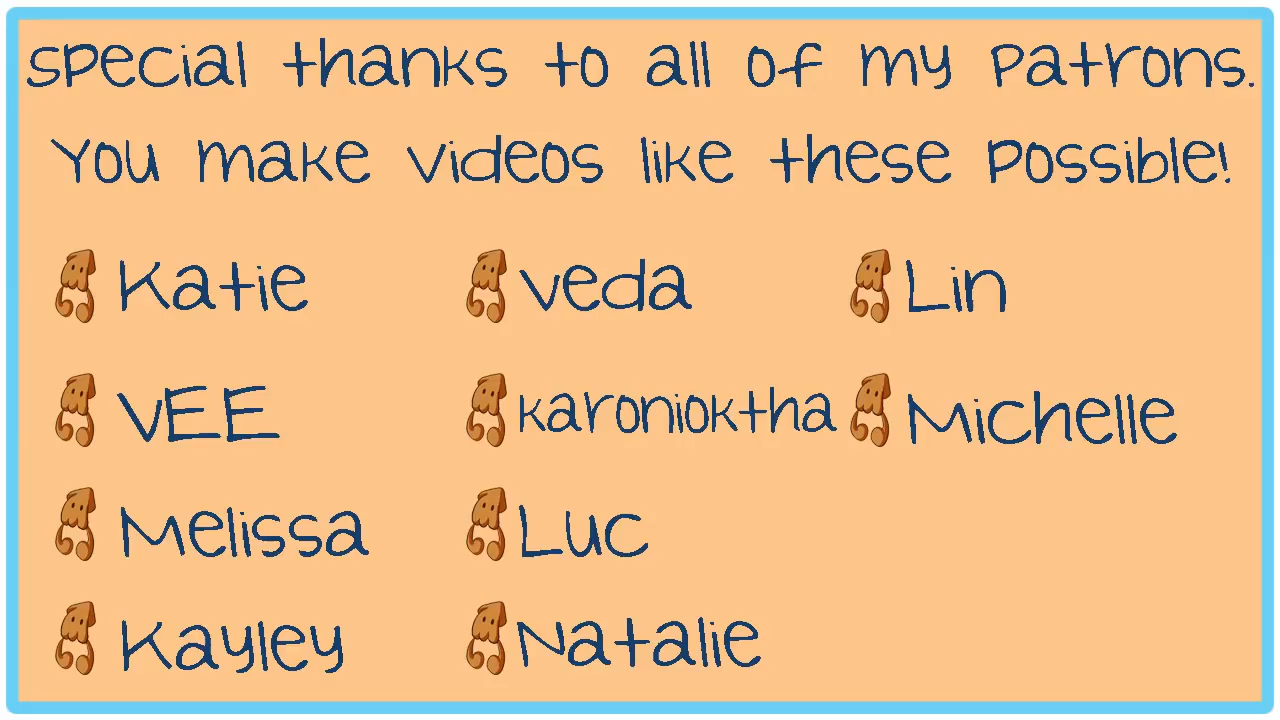 Special thanks to all of my patrons.
You make videos like these possible!
Katie
Veda
Lin
VEE
karonioktha
Michelle
Melissa
Luc
Kayley
Natalie